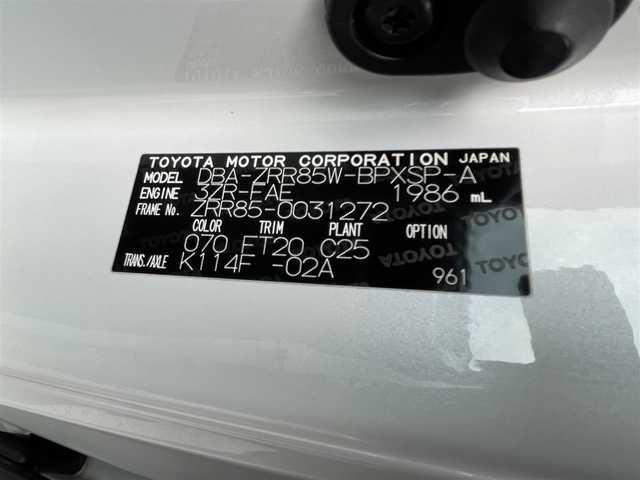 TOYOTA MOTOR CORPORATION JAPAN
MODEL DBA-ZRR85W-BPXSP-A
ENGINE 3ZR-FAE 1986 mL
FRAME No. ZRR85-0031272
COLOR TRIM PLANT OPTION
070 FT20 C25
TRANS./AXLE K114F -02A
961